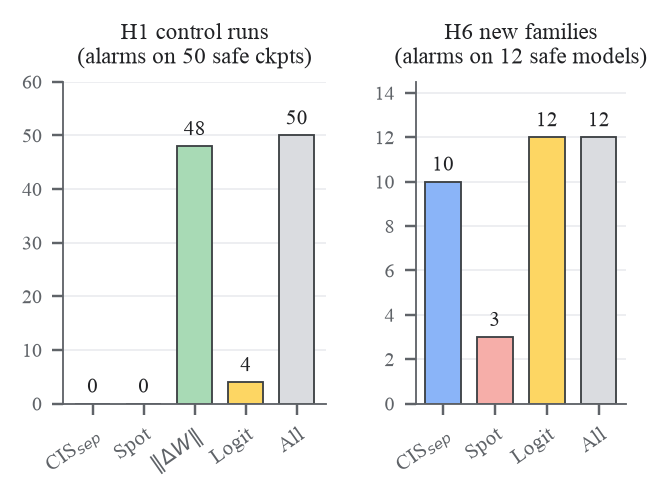 H1 control runs
(alarms on 50 safe ckpts)
60
50
40
30
20
10
0
0
0
48
4
50
CISsep
Spot
‖ΔW‖
Logit
All
H6 new families
(alarms on 12 safe models)
14
12
10
8
6
4
2
0
10
3
12
12
CISsep
Spot
Logit
All